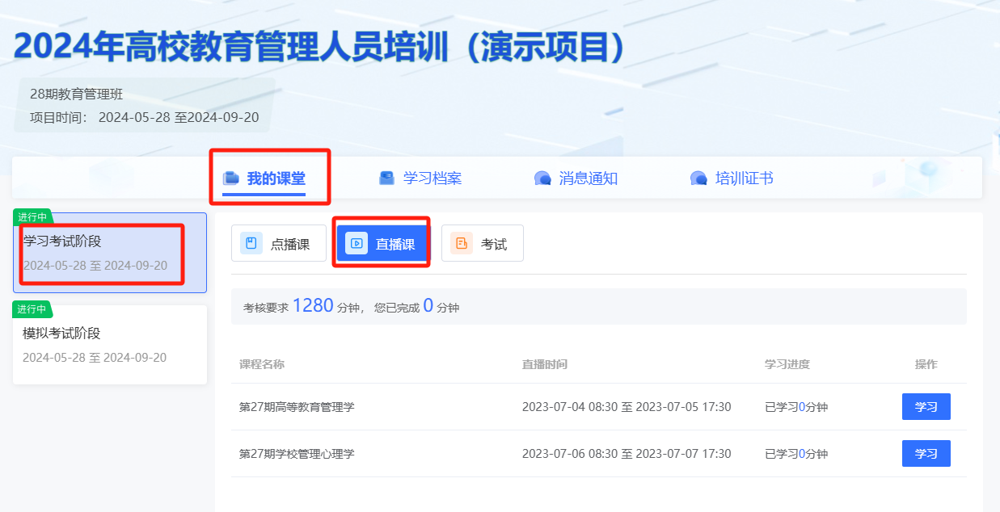 2024年高校教育管理人员培训（演示项目）
28期教育管理班
项目时间： 2024-05-28 至2024-09-20
我的课堂 学习档案 消息通知 培训证书
进行中
学习考试阶段
2024-05-28 至 2024-09-20
进行中
模拟考试阶段
2024-05-28 至 2024-09-20
点播课 直播课 考试
考核要求 1280 分钟， 您已完成 0 分钟
课程名称 直播时间 学习进度 操作
第27期高等教育管理学 2023-07-04 08:30 至 2023-07-05 17:30 已学习0分钟 学习
第27期学校管理心理学 2023-07-06 08:30 至 2023-07-07 17:30 已学习0分钟 学习